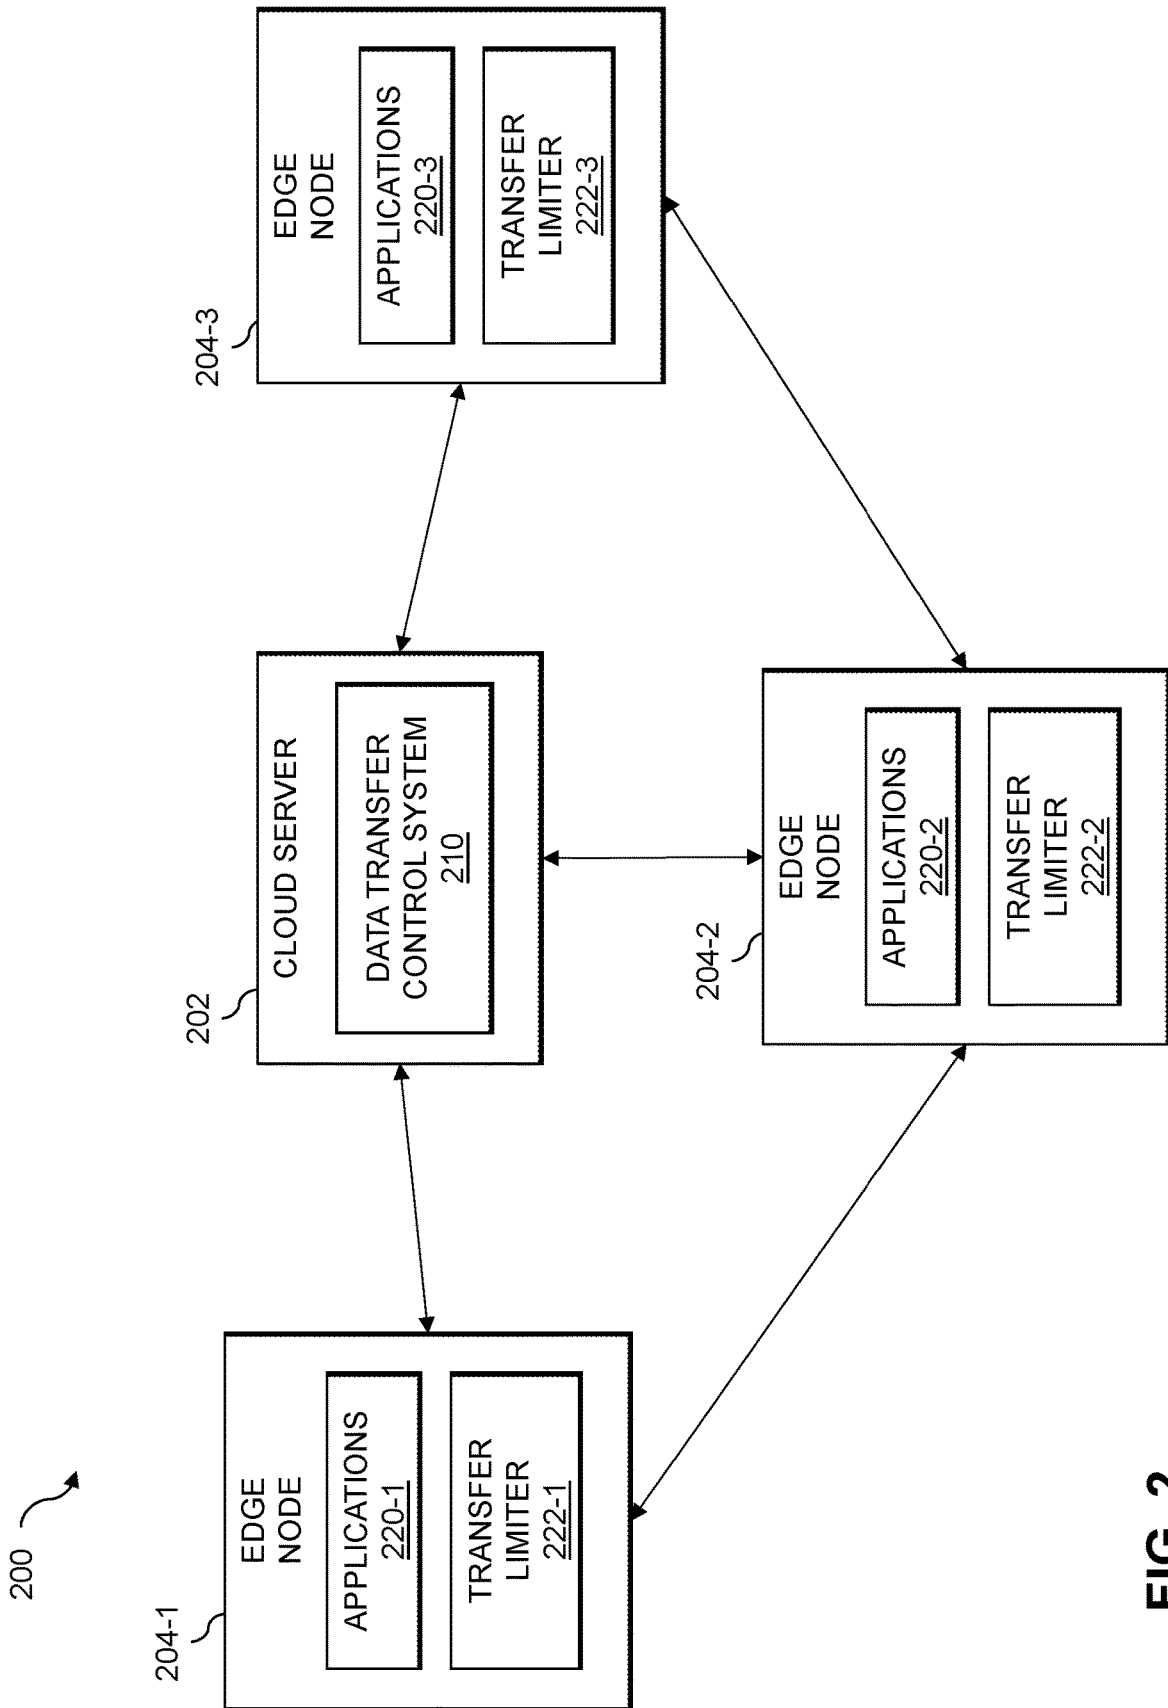 200
204-1
EDGE
NODE
APPLICATIONS
220-1
TRANSFER
LIMITER
222-1
202
CLOUD SERVER
DATA TRANSFER
CONTROL SYSTEM
210
204-2
EDGE
NODE
APPLICATIONS
220-2
TRANSFER
LIMITER
222-2
204-3
EDGE
NODE
APPLICATIONS
220-3
TRANSFER
LIMITER
222-3
FIG. 2